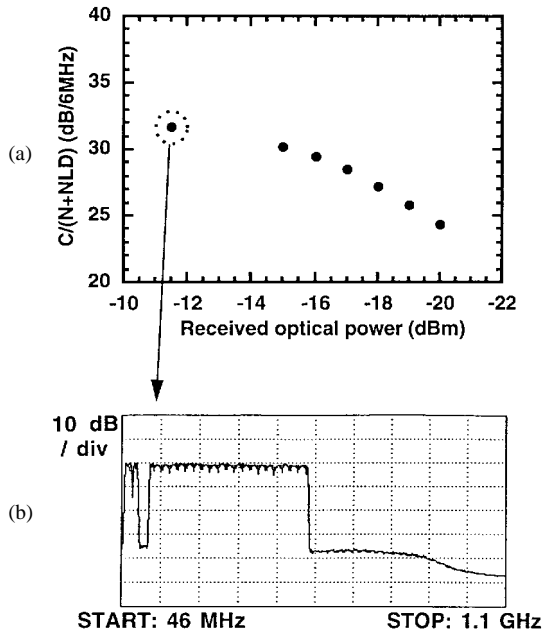 (a)
C/(N+NLD) (dB/6MHz)
40
35
30
25
20
-10
-12
-14
-16
-18
-20
-22
Received optical power (dBm)
(b)
10 dB
/ div
START: 46 MHz
STOP: 1.1 GHz